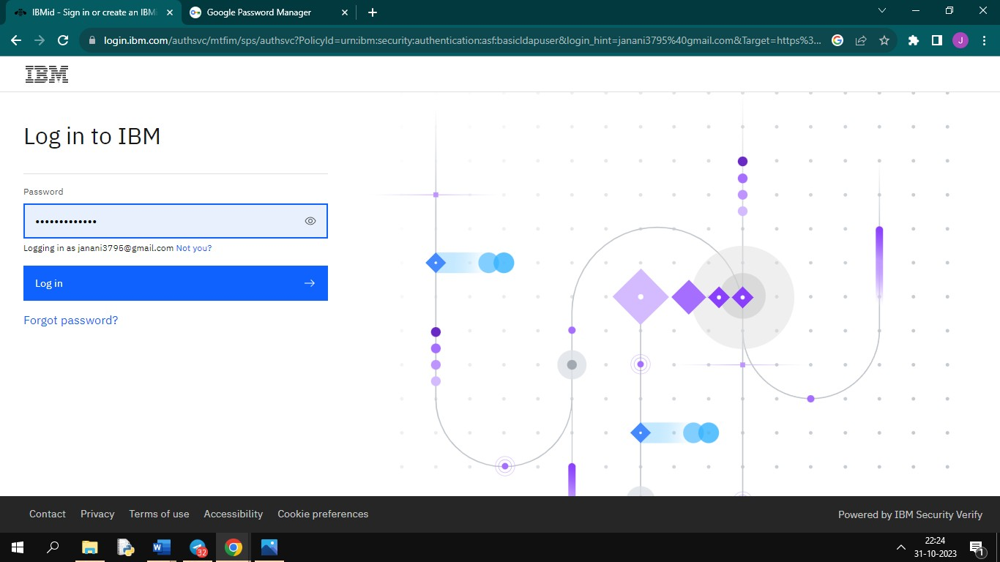 IBMid - Sign in or create an IBMi
Google Password Manager
login.ibm.com/authsvc/mtfim/sps/authsvc?PolicyId=urn:ibm:security:authentication:asf:basicldapuser&login_hint=janani3795%40gmail.com&Target=https%3...
J
IBM
Log in to IBM
Password
•••••••••••••
Logging in as janani3795@gmail.com Not you?
Log in
Forgot password?
Contact Privacy Terms of use Accessibility Cookie preferences
Powered by IBM Security Verify
W
32
22:24
31-10-2023
1